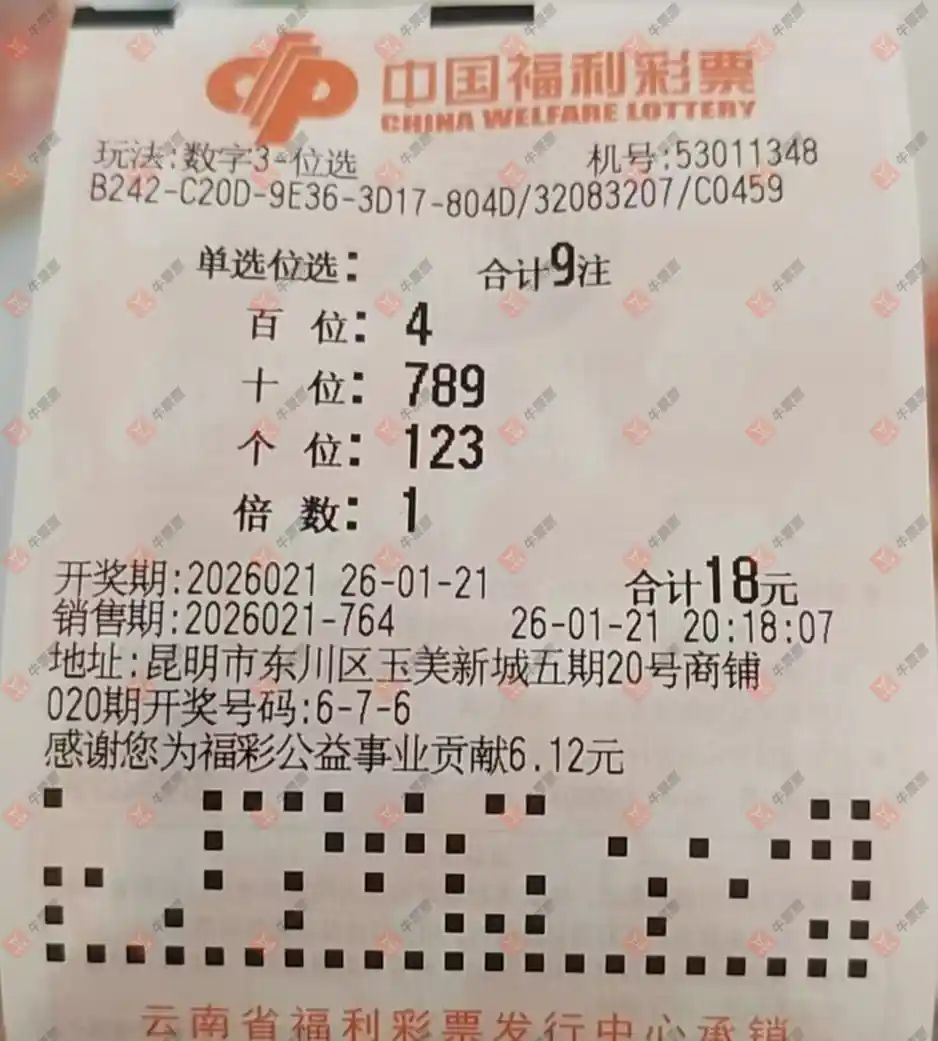 中国福利彩票
CHINA WELFARE LOTTERY
玩法:数字3-位选 机号:53011348
B242-C20D-9E36-3D17-804D/32083207/C0459
单选位选: 合计9注
百 位: 4
十 位: 789
个 位: 123
倍 数: 1
开奖期:2026021 26-01-21 合计18元
销售期:2026021-764 26-01-21 20:18:07
地址:昆明市东川区玉美新城五期20号商铺
020期开奖号码:6-7-6
感谢您为福彩公益事业贡献6.12元
云南省福利彩票发行中心承销
牛票票